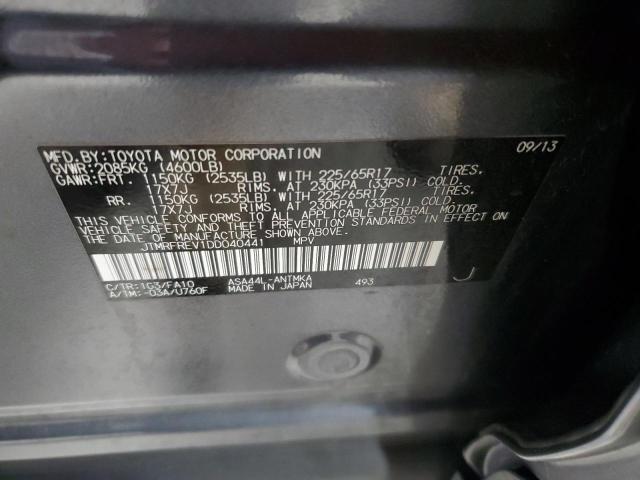 MFD.BY:TOYOTA MOTOR CORPORATION 09/13
GVWR:2085KG (4600LB)
GAWR:FRT. 1150KG (2535LB) WITH 225/65R17 TIRES.
17X7J RIMS. AT 230KPA (33PSI) COLD.
RR. 1150KG (2535LB) WITH 225/65R17 TIRES.
17X7J RIMS. AT 230KPA (33PSI) COLD.
THIS VEHICLE CONFORMS TO ALL APPLICABLE FEDERAL MOTOR
VEHICLE SAFETY AND THEFT PREVENTION STANDARDS IN EFFECT
ON THE DATE OF MANUFACTURE SHOWN ABOVE.
JTMRFREV1DD040441 MPV
C/TR:1G3/FA10 ASA44L-ANTMKA J
A/TM:-03A/U760F MADE IN JAPAN 493